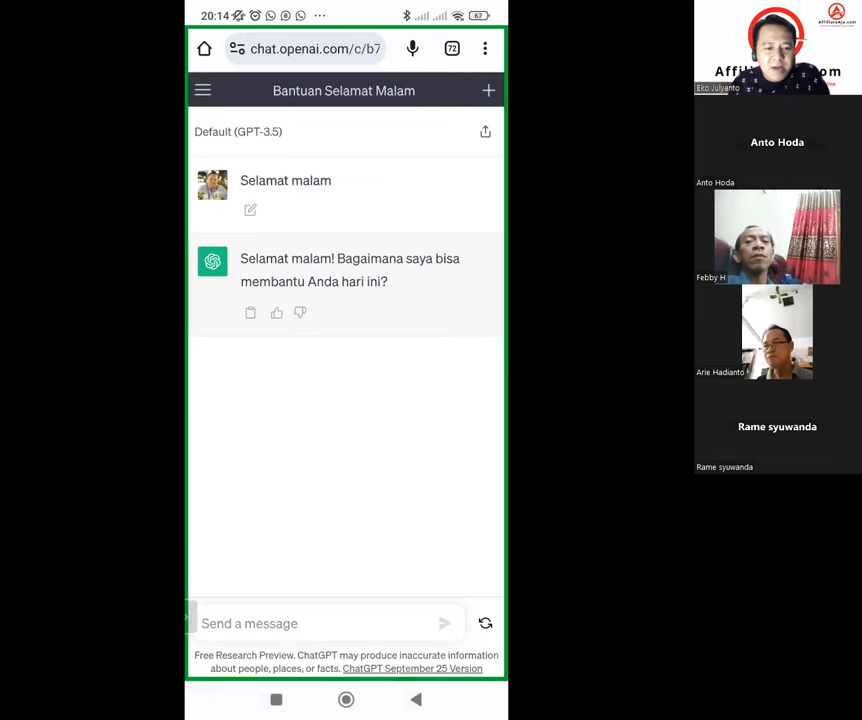 20:14
67
chat.openai.com/c/b7
72
Bantuan Selamat Malam
Default (GPT-3.5)
Selamat malam
Selamat malam! Bagaimana saya bisa
membantu Anda hari ini?
Send a message
Free Research Preview. ChatGPT may produce inaccurate information
about people, places, or facts. ChatGPT September 25 Version
AffiliateAja.com
Eko Julyanto
Anto Hoda
Anto Hoda
Febby H
Arie Hadianto
Rame syuwanda
Rame syuwanda